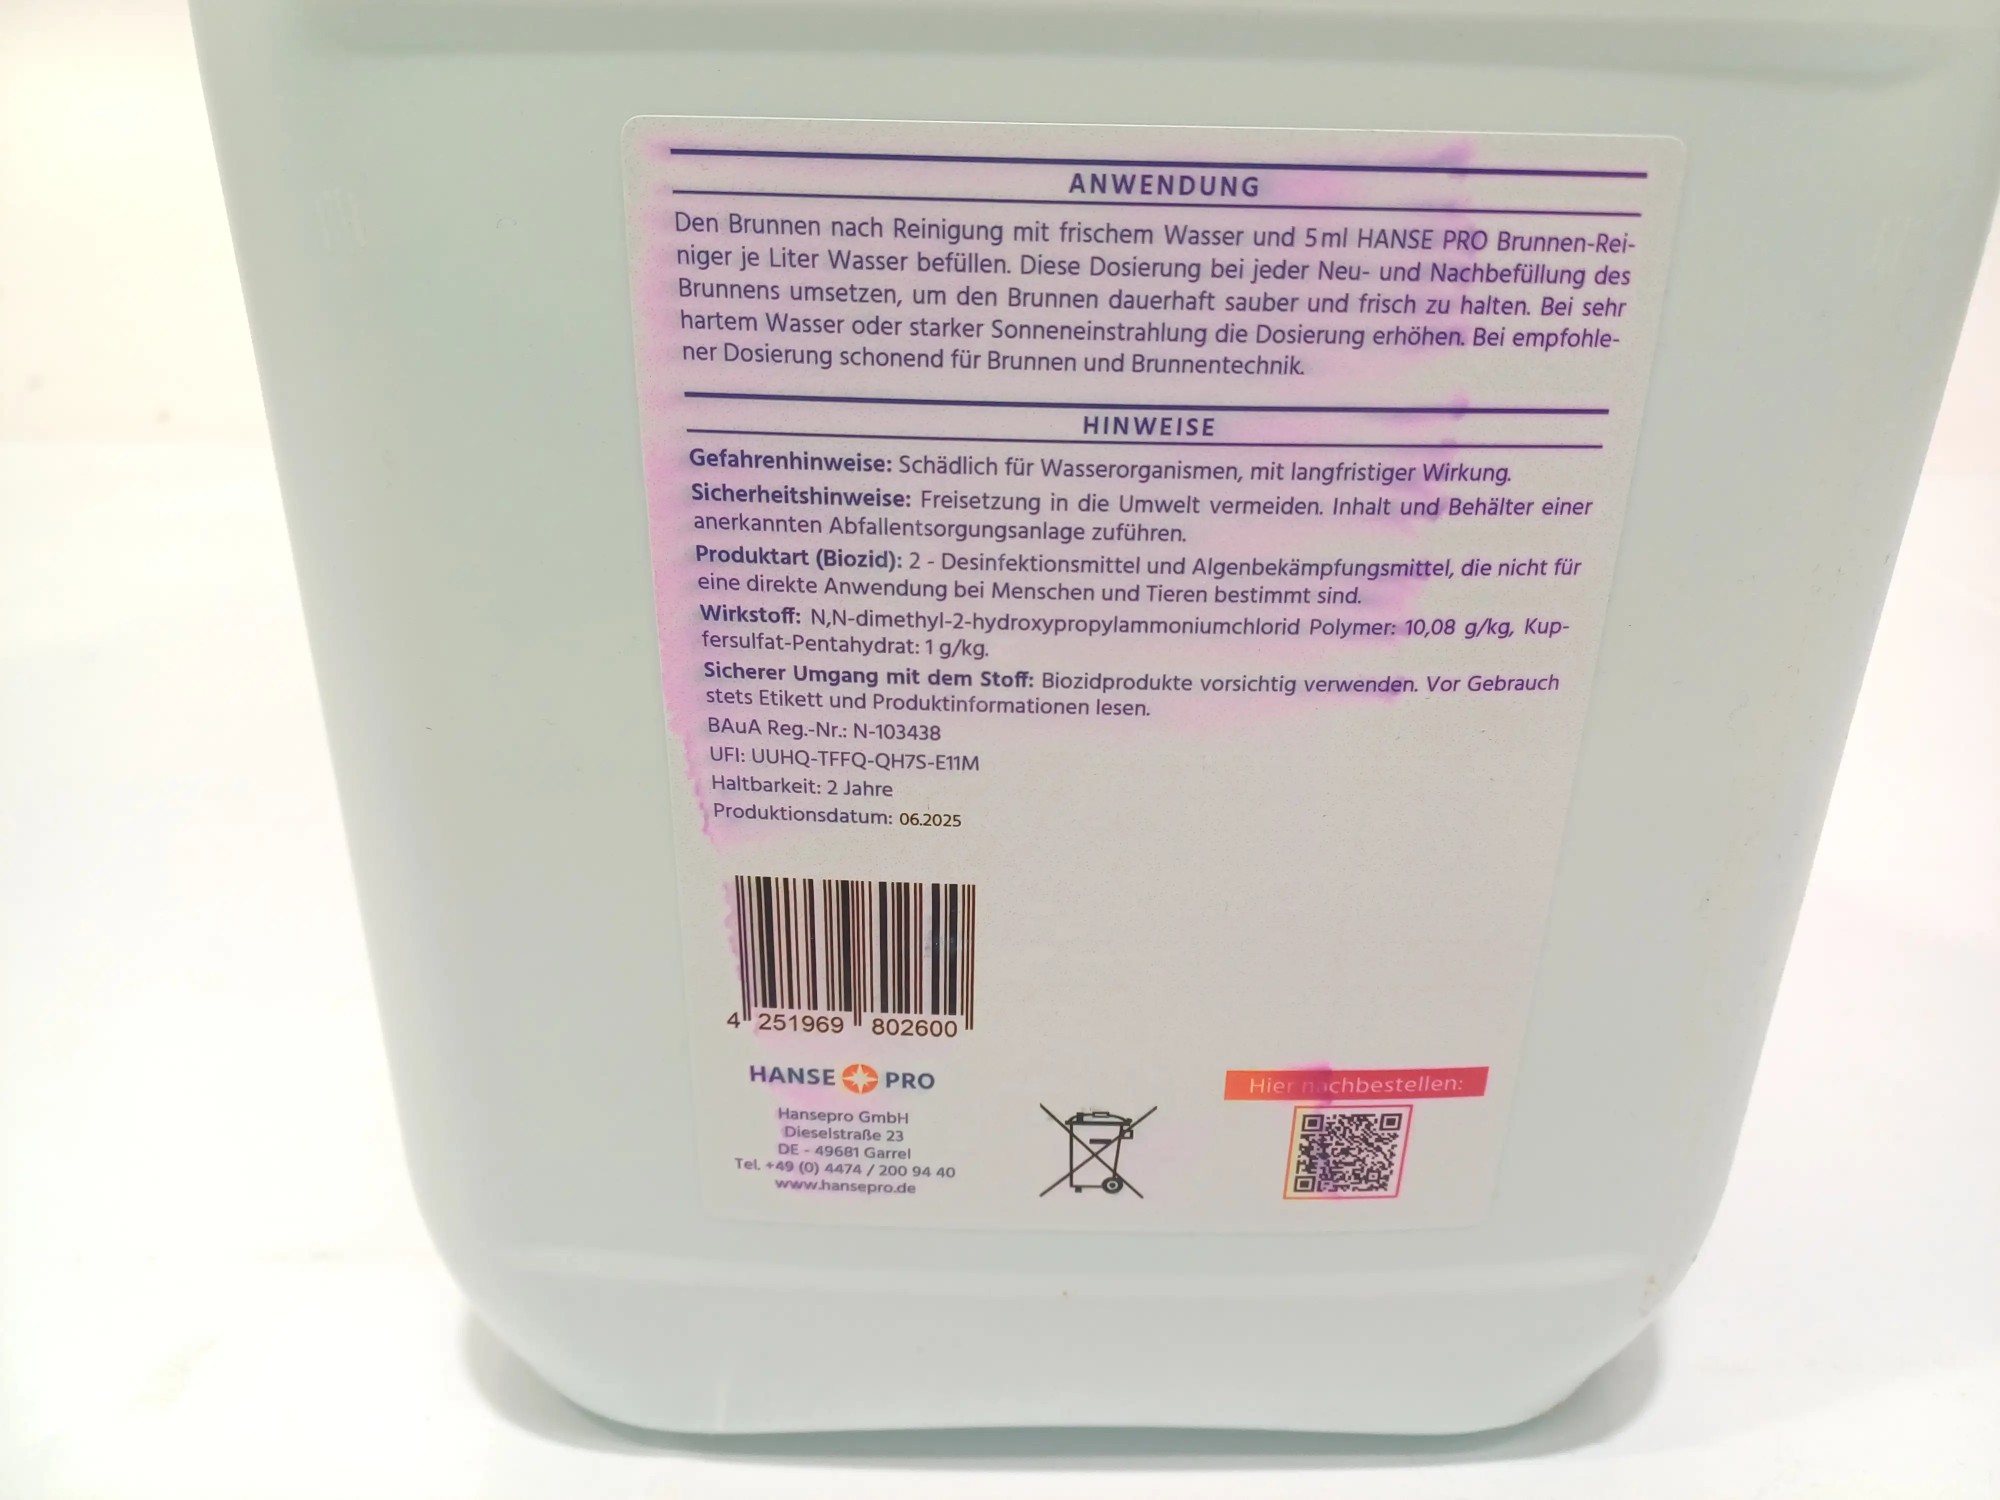 ANWENDUNG
Den Brunnen nach Reinigung mit frischem Wasser und 5 ml HANSE PRO Brunnen-Rei-
niger je Liter Wasser befüllen. Diese Dosierung bei jeder Neu- und Nachbefüllung des
Brunnens umsetzen, um den Brunnen dauerhaft sauber und frisch zu halten. Bei sehr
hartem Wasser oder starker Sonneneinstrahlung die Dosierung erhöhen. Bei empfohle-
ner Dosierung schonend für Brunnen und Brunnentechnik.
HINWEISE
Gefahrenhinweise: Schädlich für Wasserorganismen, mit langfristiger Wirkung.
Sicherheitshinweise: Freisetzung in die Umwelt vermeiden. Inhalt und Behälter einer
anerkannten Abfallentsorgungsanlage zuführen.
Produktart (Biozid): 2 - Desinfektionsmittel und Algenbekämpfungsmittel, die nicht für
eine direkte Anwendung bei Menschen und Tieren bestimmt sind.
Wirkstoff: N,N-dimethyl-2-hydroxypropylammoniumchlorid Polymer: 10,08 g/kg, Kup-
fersulfat-Pentahydrat: 1 g/kg.
Sicherer Umgang mit dem Stoff: Biozidprodukte vorsichtig verwenden. Vor Gebrauch
stets Etikett und Produktinformationen lesen.
BAuA Reg.-Nr.: N-103438
UFI: UUHQ-TFFQ-QH7S-E11M
Haltbarkeit: 2 Jahre
Produktionsdatum: 06.2025
4 251969 802600
HANSE PRO
Hansepro GmbH
Dieselstraße 23
DE - 49681 Garrel
Tel. +49 (0) 4474 / 200 94 40
www.hansepro.de
Hier nachbestellen: